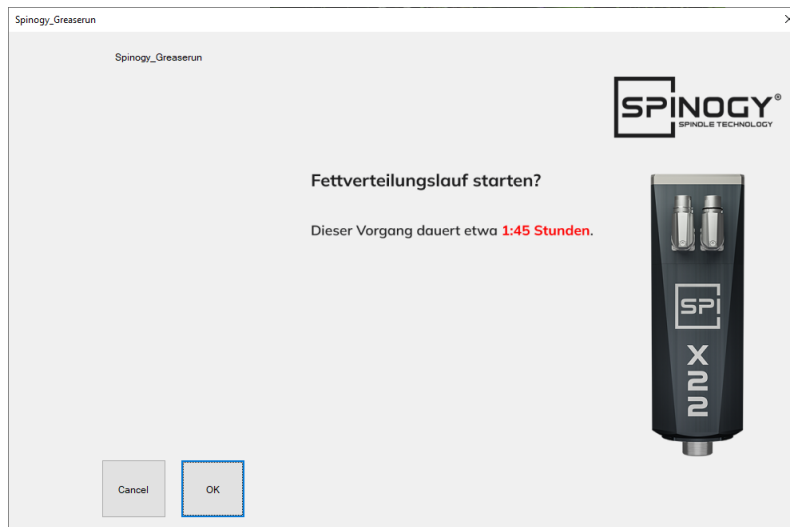 Spinogy_Greaserun
Spinogy_Greaserun
SPINOGY®
SPINDLE TECHNOLOGY
Fettverteilungslauf starten?
Dieser Vorgang dauert etwa 1:45 Stunden.
SPI
X22
Cancel
OK